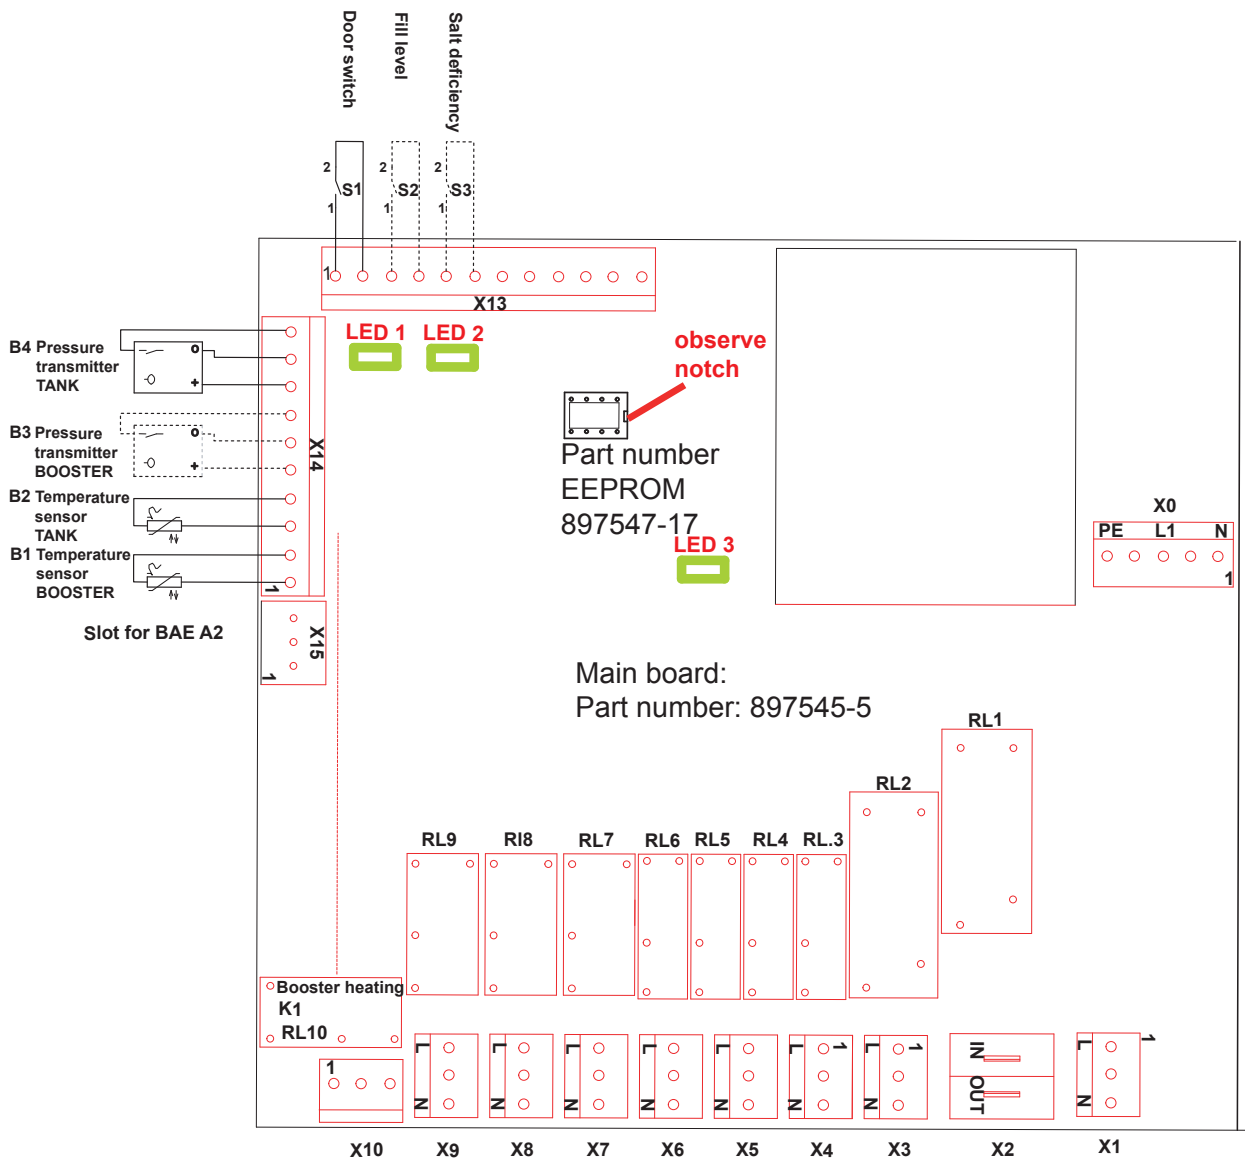 Door switch
Fill level
Salt deficiency
2
S1
1
2
S2
1
2
S3
1
1
X13
LED 1
LED 2
observe
notch
B4 Pressure
transmitter
TANK
o
+
B3 Pressure
transmitter
BOOSTER
o
+
X14
B2 Temperature
sensor
TANK
B1 Temperature
sensor
BOOSTER
1
Part number
EEPROM
897547-17
LED 3
X0
PE L1 N
1
Slot for BAE A2
X15
1
Main board:
Part number: 897545-5
RL1
RL2
RL9
RI8
RL7
RL6
RL5
RL4
RL.3
Booster heating
K1
RL10
1
L
N
L
N
L
N
L
N
L
N
L
1
N
L
1
N
IN
OUT
L
1
N
X10
X9
X8
X7
X6
X5
X4
X3
X2
X1